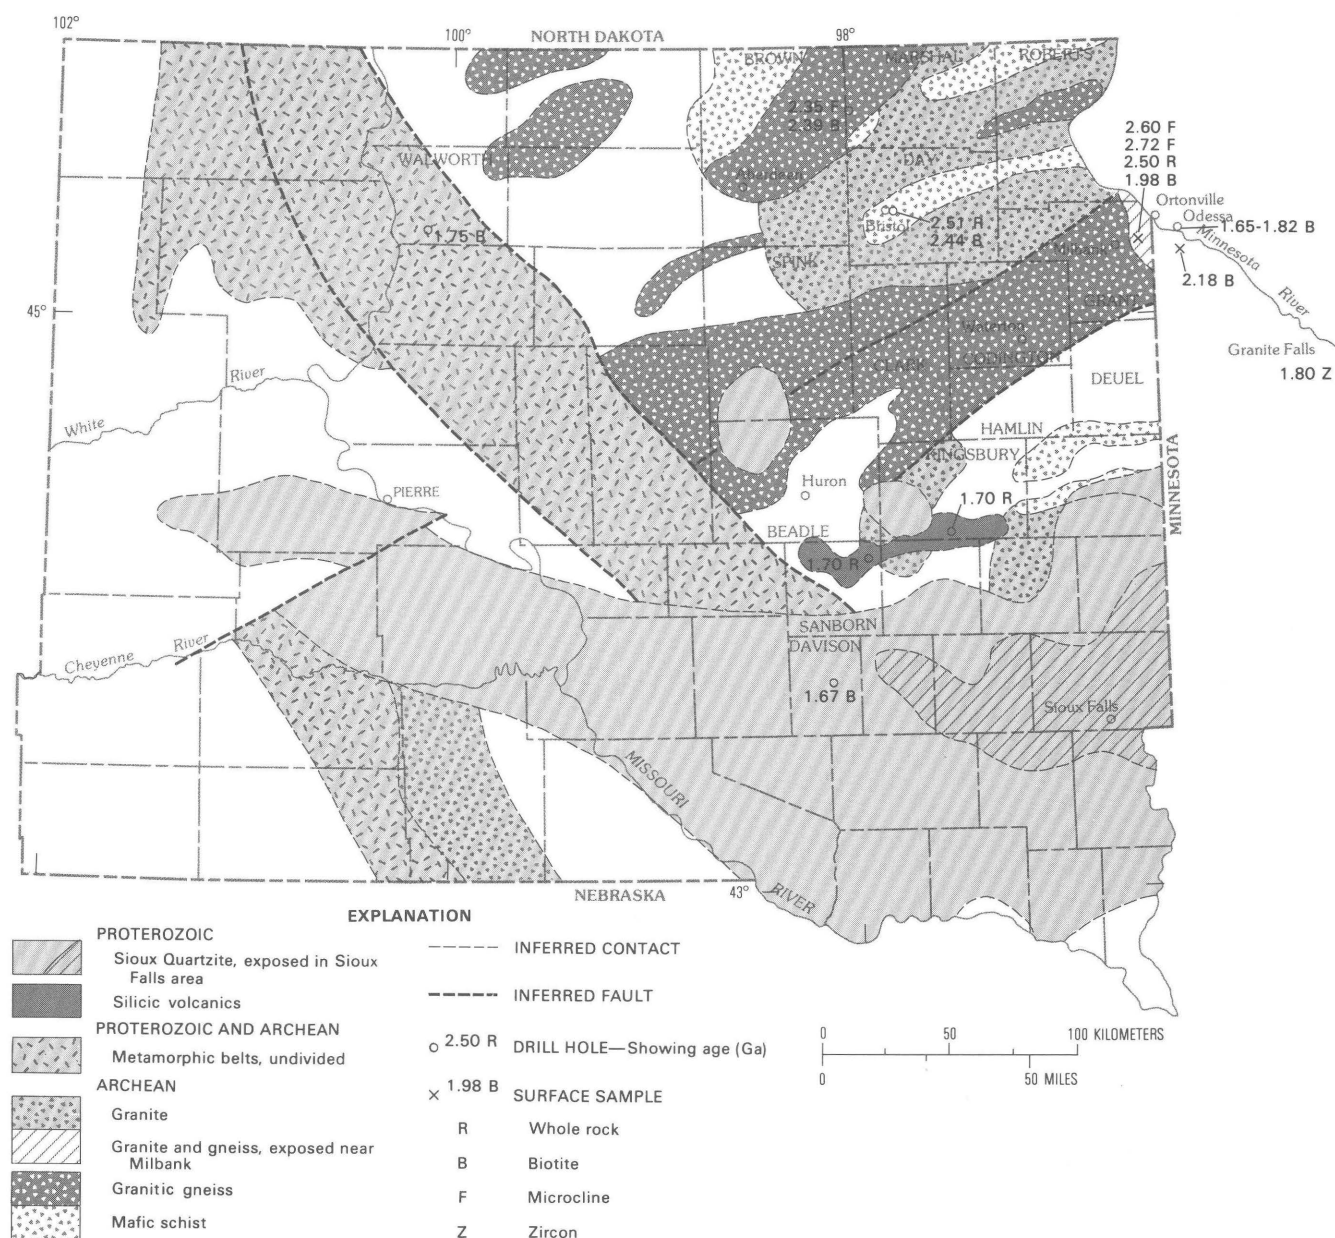 102°
100°
NORTH DAKOTA
98°
BROWN
MARSHAL
ROBERTS
2.35 F
2.39 B
2.60 F
2.72 F
2.50 R
1.98 B
WALWORTH
DAY
Aberdeen
Ortonville
Odessa
1.65-1.82 B
Minnesota
River
2.51 R
2.44 B
Bristol
1.75 B
Milbank
2.18 B
SPINK
GRANT
45°
Waterton
CODINGTON
CLARK
Granite Falls
1.80 Z
DEUEL
White
River
HAMLIN
KINGSBURY
MINNESOTA
PIERRE
Huron
1.70 R
BEADLE
1.70 R
SANBORN
DAVISON
Cheyenne
River
1.67 B
Sioux Falls
MISSOURI
RIVER
NEBRASKA
43°
EXPLANATION
PROTEROZOIC
Sioux Quartzite, exposed in Sioux
Falls area
Silicic volcanics
PROTEROZOIC AND ARCHEAN
Metamorphic belts, undivided
ARCHEAN
Granite
Granite and gneiss, exposed near
Milbank
Granitic gneiss
Mafic schist
INFERRED CONTACT
INFERRED FAULT
2.50 R DRILL HOLE—Showing age (Ga)
1.98 B SURFACE SAMPLE
R Whole rock
B Biotite
F Microcline
Z Zircon
0 50 100 KILOMETERS
0 50 MILES